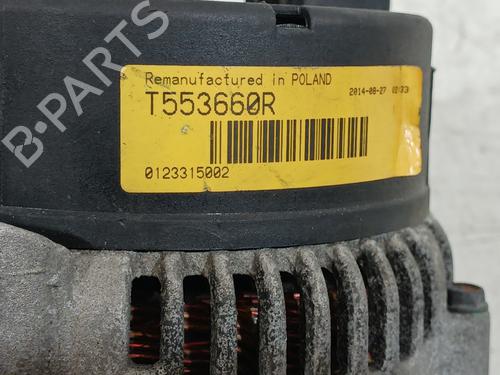 B-PARTS
Remanufactured in POLAND
2014-08-27
T553660R
0123315002